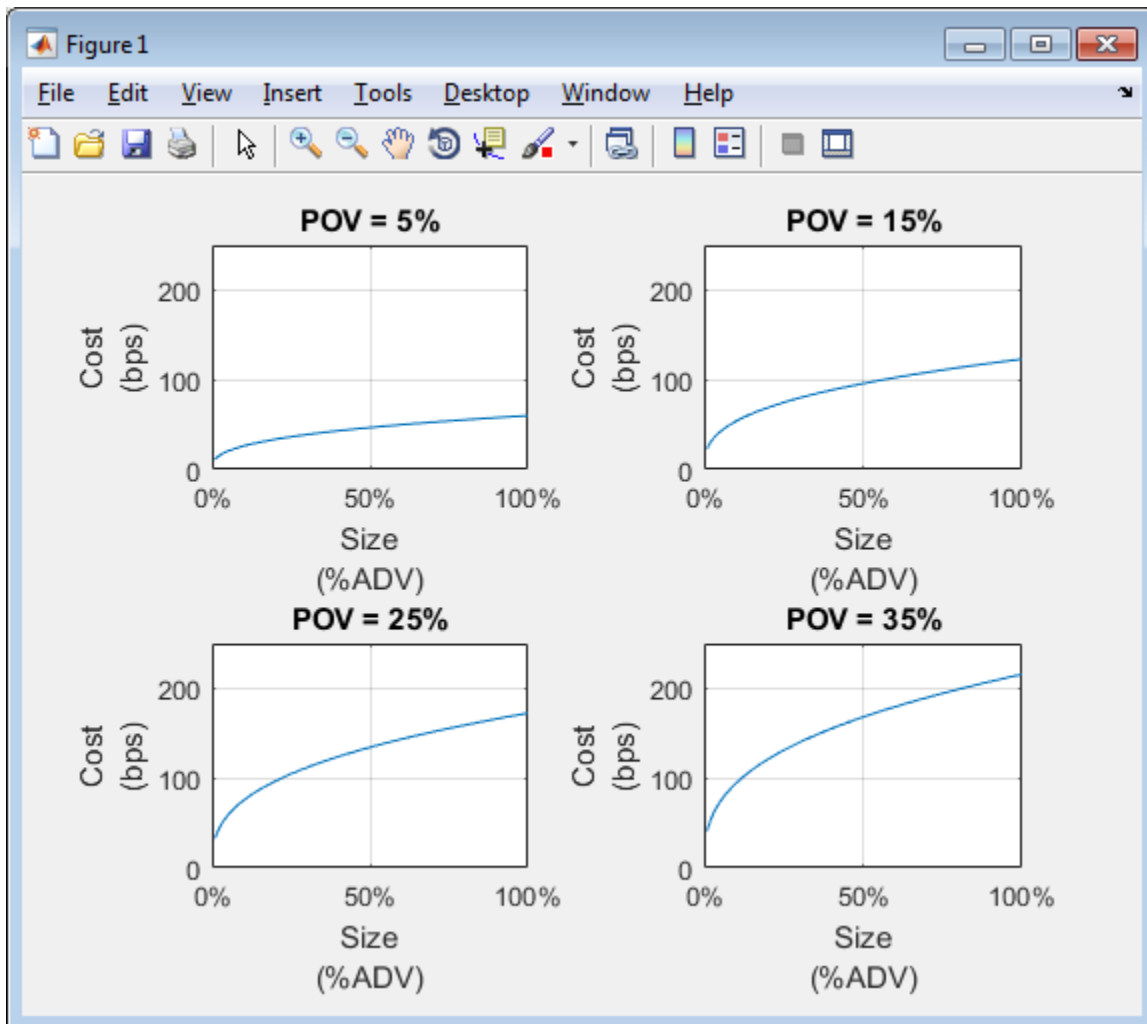 Figure 1
File Edit View Insert Tools Desktop Window Help
POV = 5%
200
100
0
Cost
(bps)
0% 50% 100%
Size
(%ADV)
POV = 15%
200
100
0
Cost
(bps)
0% 50% 100%
Size
(%ADV)
POV = 25%
200
100
0
Cost
(bps)
0% 50% 100%
Size
(%ADV)
POV = 35%
200
100
0
Cost
(bps)
0% 50% 100%
Size
(%ADV)